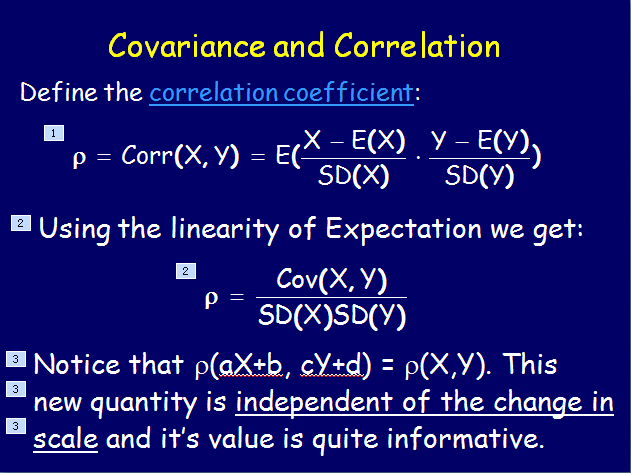 Covariance and Correlation
Define the correlation coefficient:
1
ρ = Corr(X, Y) = E( (X − E(X)) / SD(X) · (Y − E(Y)) / SD(Y) )
2 Using the linearity of Expectation we get:
2
ρ = Cov(X, Y) / SD(X)SD(Y)
3 Notice that ρ(aX+b, cY+d) = ρ(X,Y). This
3 new quantity is independent of the change in
3 scale and it's value is quite informative.